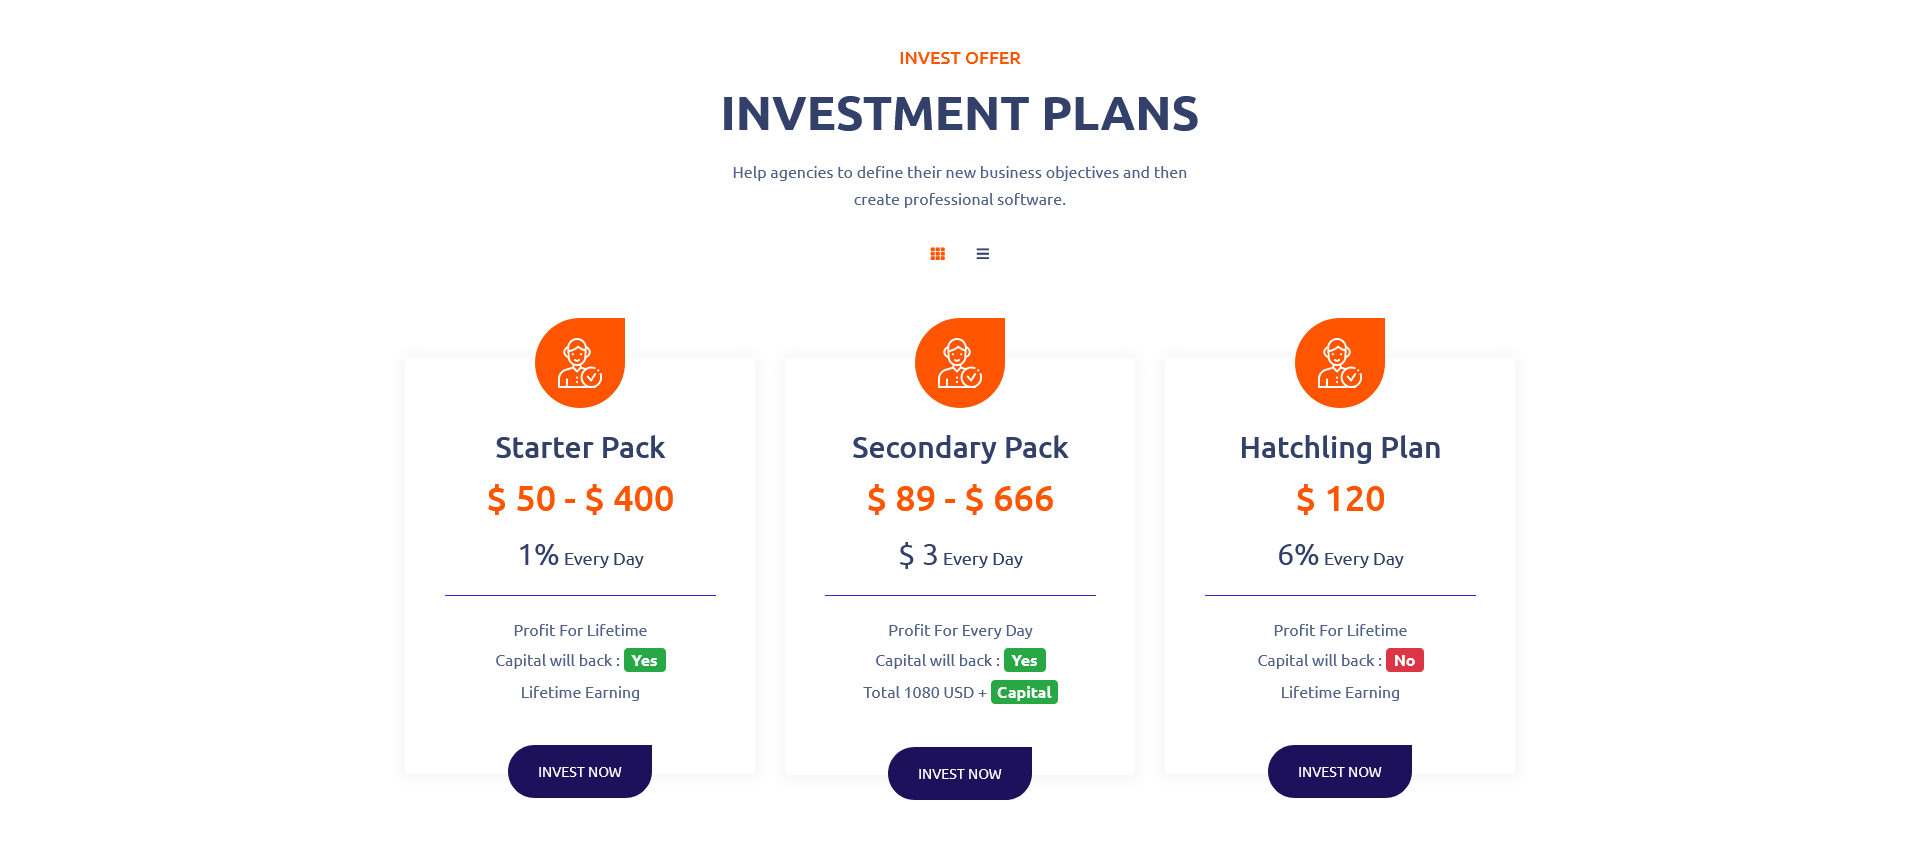 INVEST OFFER
INVESTMENT PLANS
Help agencies to define their new business objectives and then
create professional software.
Starter Pack
$ 50 - $ 400
1% Every Day
Profit For Lifetime
Capital will back : Yes
Lifetime Earning
INVEST NOW
Secondary Pack
$ 89 - $ 666
$ 3 Every Day
Profit For Every Day
Capital will back : Yes
Total 1080 USD + Capital
INVEST NOW
Hatchling Plan
$ 120
6% Every Day
Profit For Lifetime
Capital will back : No
Lifetime Earning
INVEST NOW